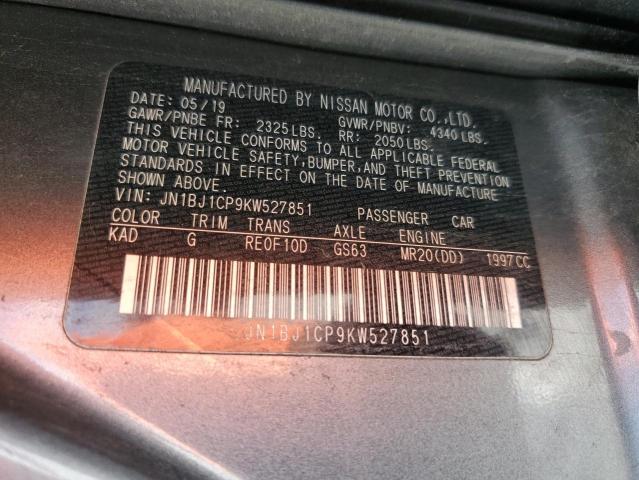 MANUFACTURED BY NISSAN MOTOR CO.,LTD.
DATE: 05/19 GVWR/PNBV: 4340 LBS.
GAWR/PNBE FR: 2325 LBS. RR: 2050 LBS.
THIS VEHICLE CONFORMS TO ALL APPLICABLE FEDERAL
MOTOR VEHICLE SAFETY, BUMPER, AND THEFT PREVENTION
STANDARDS IN EFFECT ON THE DATE OF MANUFACTURE
SHOWN ABOVE.
VIN: JN1BJ1CP9KW527851 PASSENGER CAR
COLOR TRIM TRANS AXLE ENGINE
KAD G RE0F10D GS63 MR20(DD) 1997CC
JN1BJ1CP9KW527851